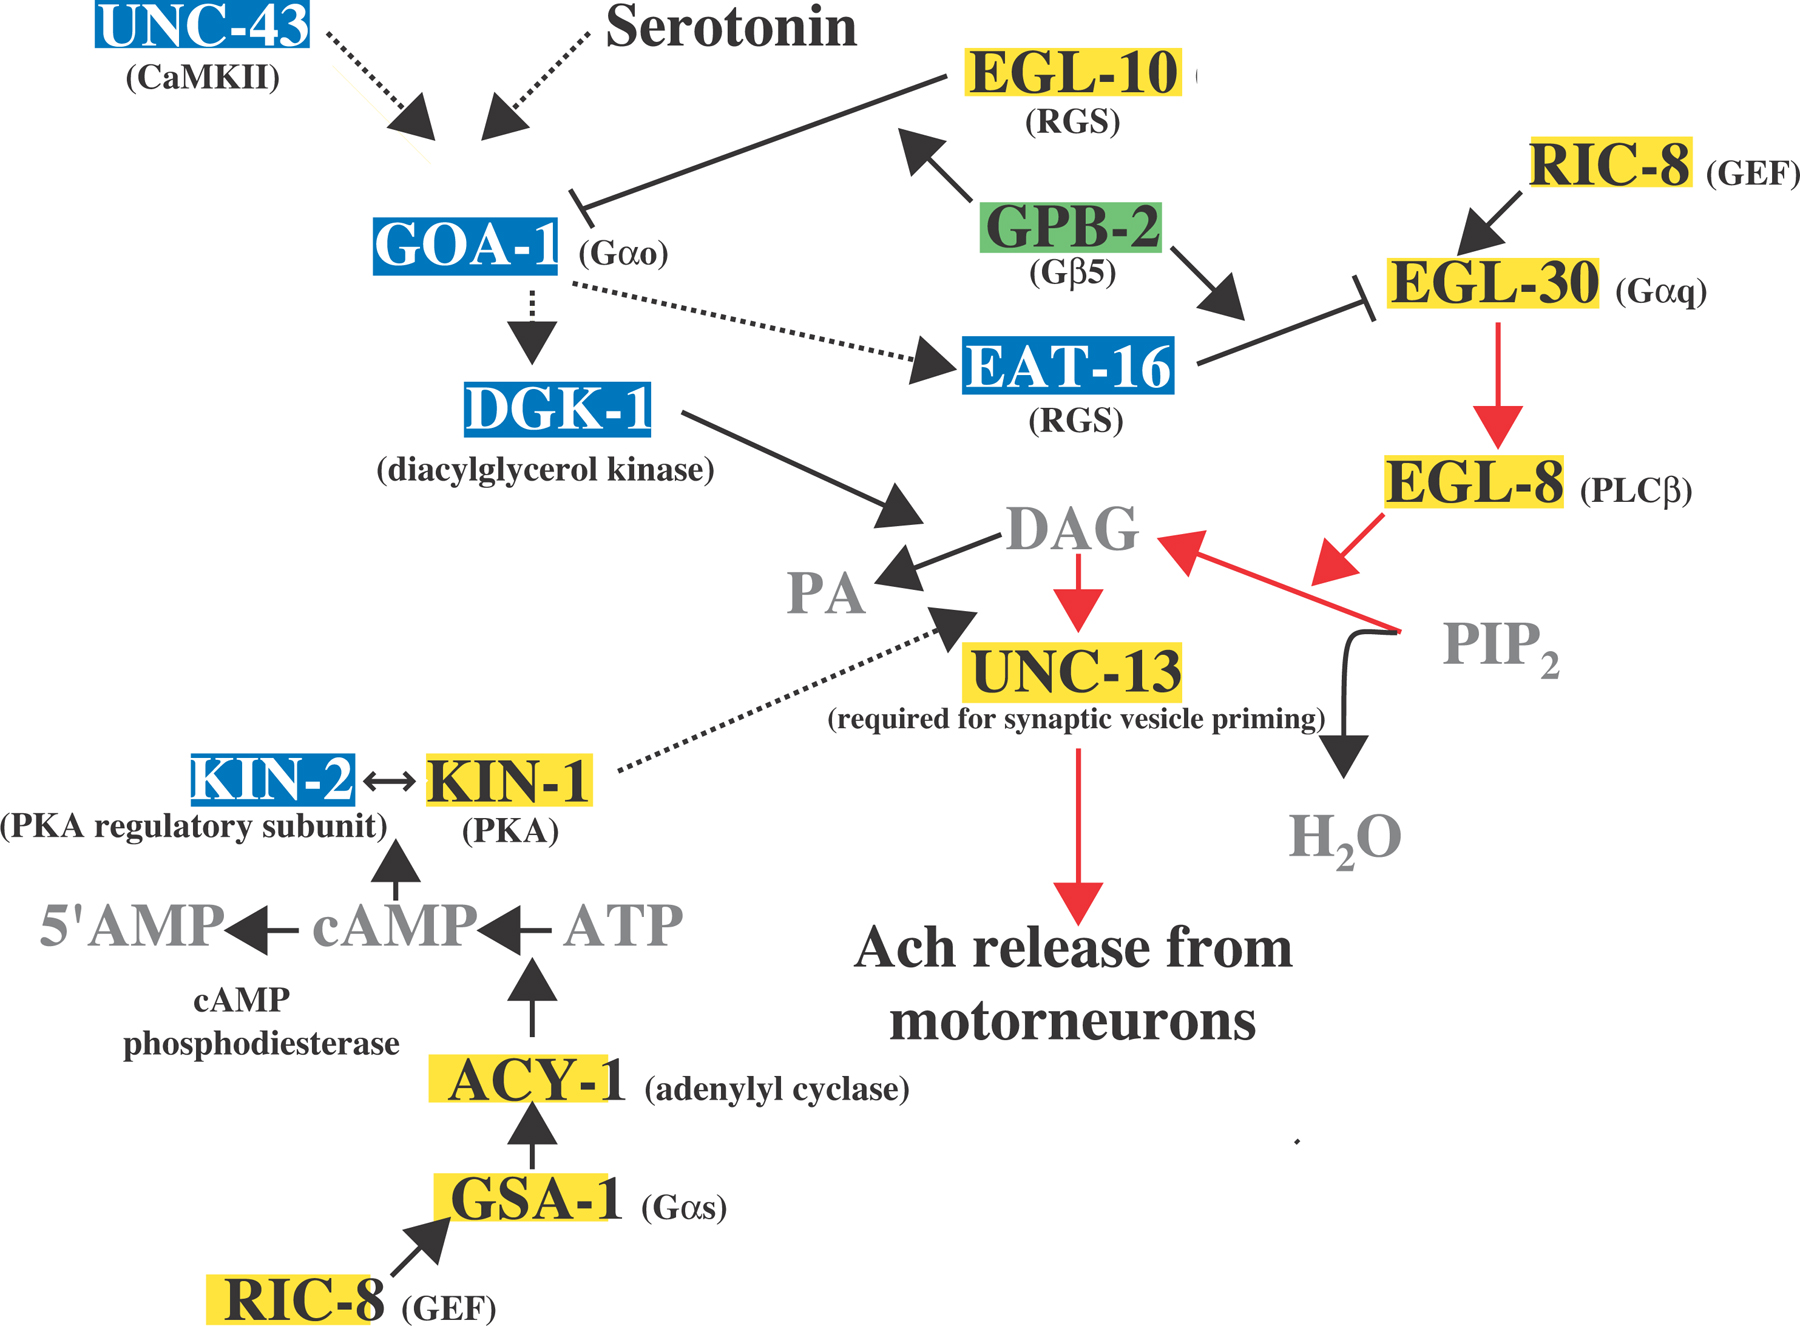 UNC-43
(CaMKII)
Serotonin
EGL-10
(RGS)
RIC-8 (GEF)
GPB-2
(Gβ5)
GOA-1 (Gαo)
EGL-30 (Gαq)
EAT-16
(RGS)
DGK-1
(diacylglycerol kinase)
EGL-8 (PLCβ)
DAG
PA
PIP2
UNC-13
(required for synaptic vesicle priming)
KIN-2
KIN-1
(PKA regulatory subunit)
(PKA)
H2O
5'AMP
cAMP
ATP
cAMP
phosphodiesterase
Ach release from
motorneurons
ACY-1 (adenylyl cyclase)
GSA-1 (Gαs)
RIC-8 (GEF)